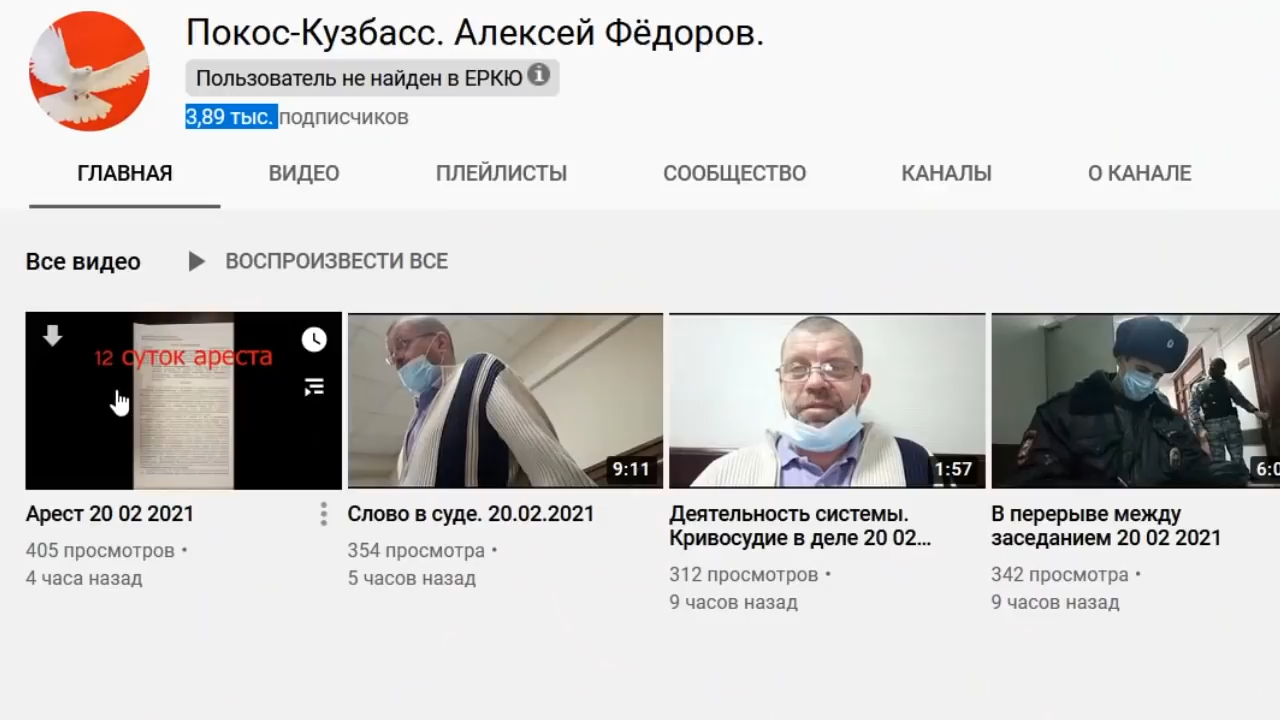 Покос-Кузбасс. Алексей Фёдоров.
Пользователь не найден в ЕРКЮ
3,89 тыс. подписчиков
ГЛАВНАЯ ВИДЕО ПЛЕЙЛИСТЫ СООБЩЕСТВО КАНАЛЫ О КАНАЛЕ
Все видео ВОСПРОИЗВЕСТИ ВСЕ
12 суток ареста
9:11
1:57
Арест 20 02 2021
405 просмотров •
4 часа назад
Слово в суде. 20.02.2021
354 просмотра •
5 часов назад
Деятельность системы.
Кривосудие в деле 20 02...
312 просмотров •
9 часов назад
В перерыве между
заседанием 20 02 2021
342 просмотра •
9 часов назад